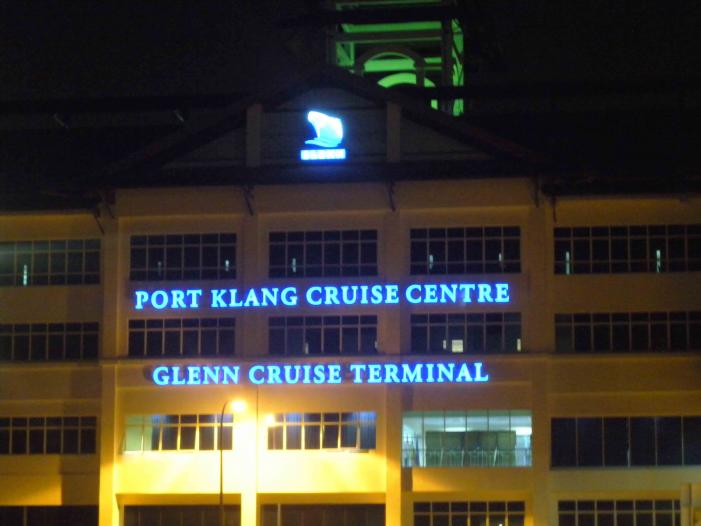 PORT KLANG CRUISE CENTRE
GLENN CRUISE TERMINAL